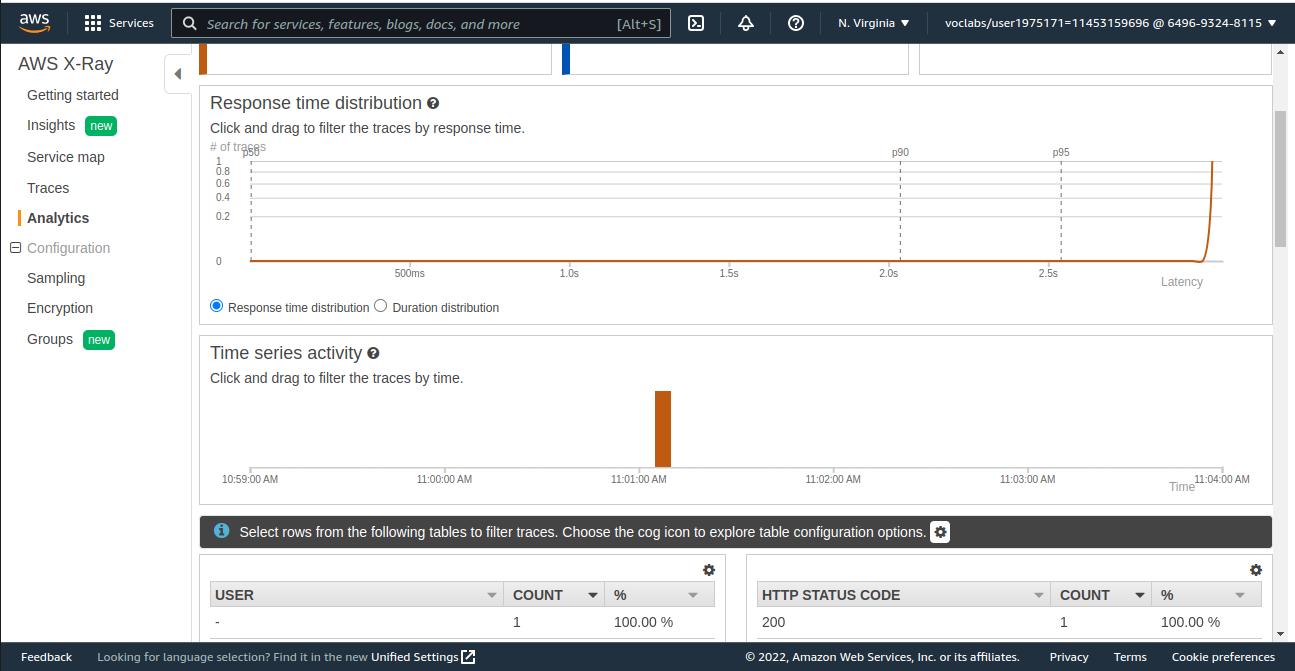 aws Services Search for services, features, blogs, docs, and more [Alt+S] N. Virginia voclabs/user1975171=11453159696 @ 6496-9324-8115
AWS X-Ray
Getting started
Insights new
Service map
Traces
Analytics
Configuration
Sampling
Encryption
Groups new
Response time distribution
Click and drag to filter the traces by response time.
# of traces
p50 p90 p95
1
0.8
0.6
0.4
0.2
0
500ms 1.0s 1.5s 2.0s 2.5s
Latency
Response time distribution Duration distribution
Time series activity
Click and drag to filter the traces by time.
10:59:00 AM 11:00:00 AM 11:01:00 AM 11:02:00 AM 11:03:00 AM 11:04:00 AM
Time
Select rows from the following tables to filter traces. Choose the cog icon to explore table configuration options.
USER COUNT %
- 1 100.00 %
HTTP STATUS CODE COUNT %
200 1 100.00 %
Feedback Looking for language selection? Find it in the new Unified Settings © 2022, Amazon Web Services, Inc. or its affiliates. Privacy Terms Cookie preferences